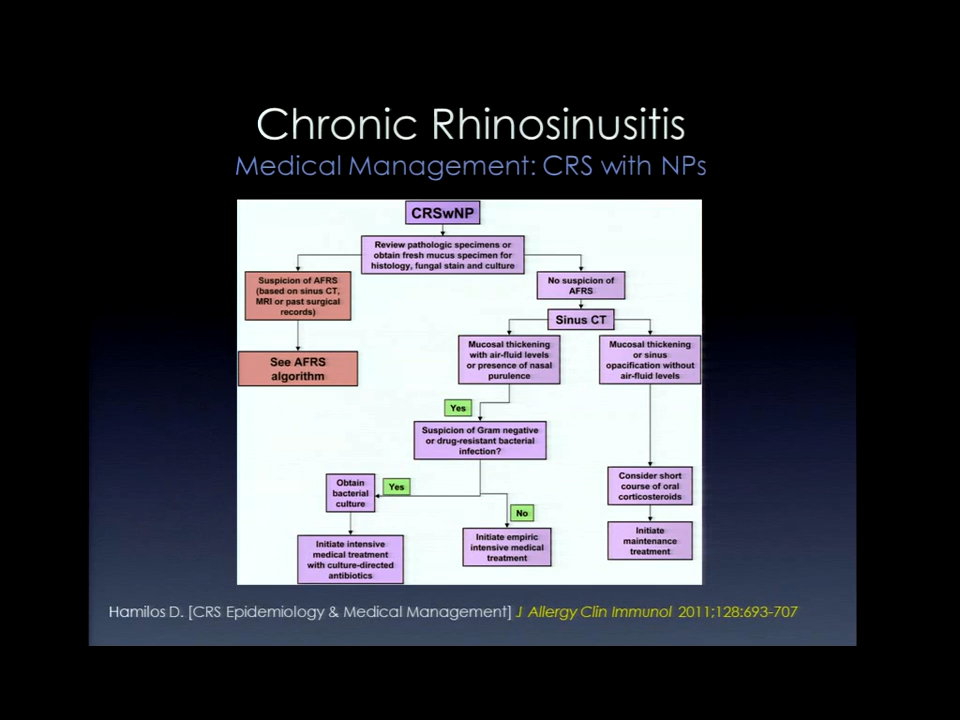 Chronic Rhinosinusitis
Medical Management: CRS with NPs
CRSwNP
Review pathologic specimens or
obtain fresh mucus specimen for
histology, fungal stain and culture
Suspicion of AFRS
(based on sinus CT,
MRI or past surgical
records)
No suspicion of
AFRS
See AFRS
algorithm
Sinus CT
Mucosal thickening
with air-fluid levels
or presence of nasal
purulence
Mucosal thickening
or sinus
opacification without
air-fluid levels
Yes
Suspicion of Gram negative
or drug-resistant bacterial
infection?
Obtain
bacterial
culture
Yes
No
Consider short
course of oral
corticosteroids
Initiate intensive
medical treatment
with culture-directed
antibiotics
Initiate empiric
intensive medical
treatment
Initiate
maintenance
treatment
Hamilos D. [CRS Epidemiology & Medical Management] J Allergy Clin Immunol 2011;128:693-707